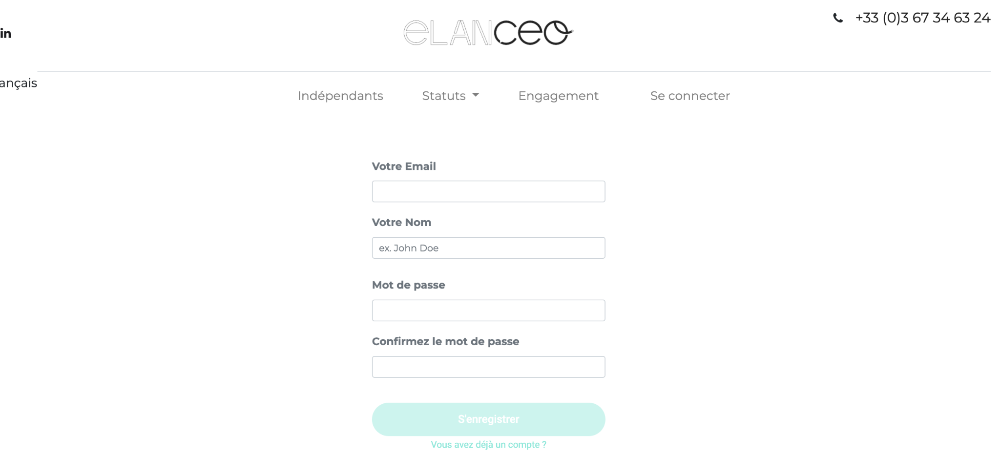 in
eLANceo
+33 (0)3 67 34 63 24
ançais
Indépendants
Statuts
Engagement
Se connecter
Votre Email
Votre Nom
ex. John Doe
Mot de passe
Confirmez le mot de passe
S'enregistrer
Vous avez déjà un compte ?